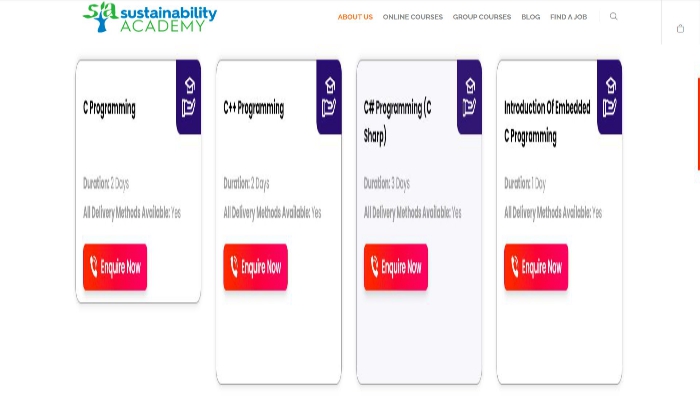 sustainability
ACADEMY
ABOUT US
ONLINE COURSES
GROUP COURSES
BLOG
FIND A JOB
C Programming
Duration: 2 Days
All Delivery Methods Available: Yes
Enquire Now
C++ Programming
Duration: 2 Days
All Delivery Methods Available: Yes
Enquire Now
C# Programming (C
Sharp)
Duration: 3 Days
All Delivery Methods Available: Yes
Enquire Now
Introduction Of Embedded
C Programming
Duration: 1 Day
All Delivery Methods Available: Yes
Enquire Now